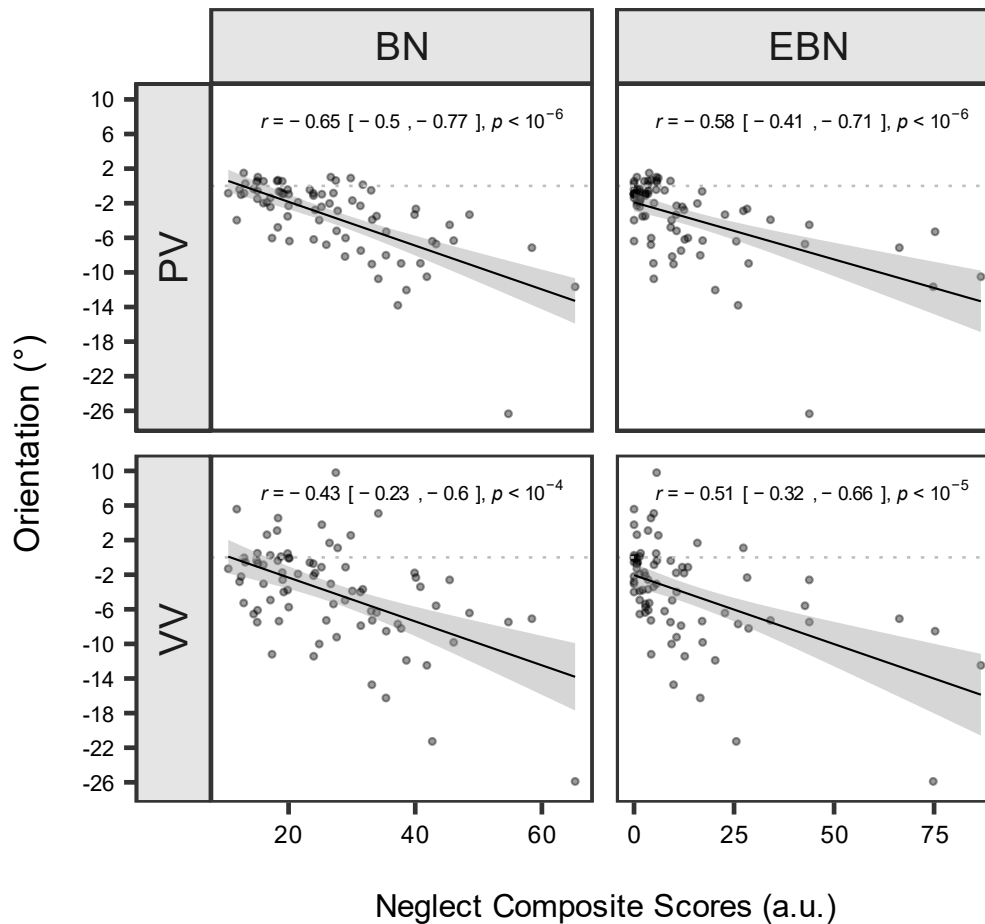 BN EBN
PV
r = − 0.65 [ − 0.5 , − 0.77 ], p < 10⁻⁶
r = − 0.58 [ − 0.41 , − 0.71 ], p < 10⁻⁶
10
6
2
-2
-6
-10
-14
-18
-22
-26
Orientation (°)
VV
r = − 0.43 [ − 0.23 , − 0.6 ], p < 10⁻⁴
r = − 0.51 [ − 0.32 , − 0.66 ], p < 10⁻⁵
10
6
2
-2
-6
-10
-14
-18
-22
-26
20 40 60
0 25 50 75
Neglect Composite Scores (a.u.)